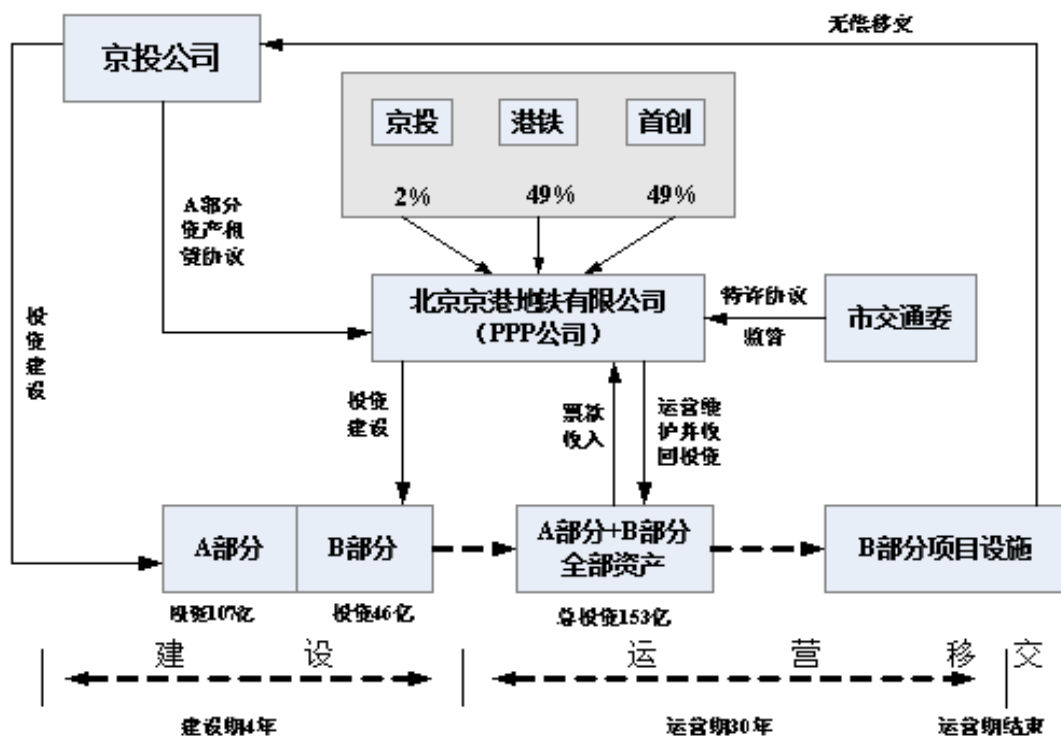 无偿移交
京投公司
京投
港铁
首创
2%
49%
49%
A部分
资产租
赁协议
北京京港地铁有限公司
（PPP公司）
特许协议
监管
市交通委
投
资
建
设
投资
建设
票款
收入
运营维
护并收
回投资
A部分
B部分
A部分+B部分
全部资产
B部分项目设施
投资107亿
投资46亿
总投资153亿
建 设
运 营
移 交
建设期4年
运营期30年
运营期结束